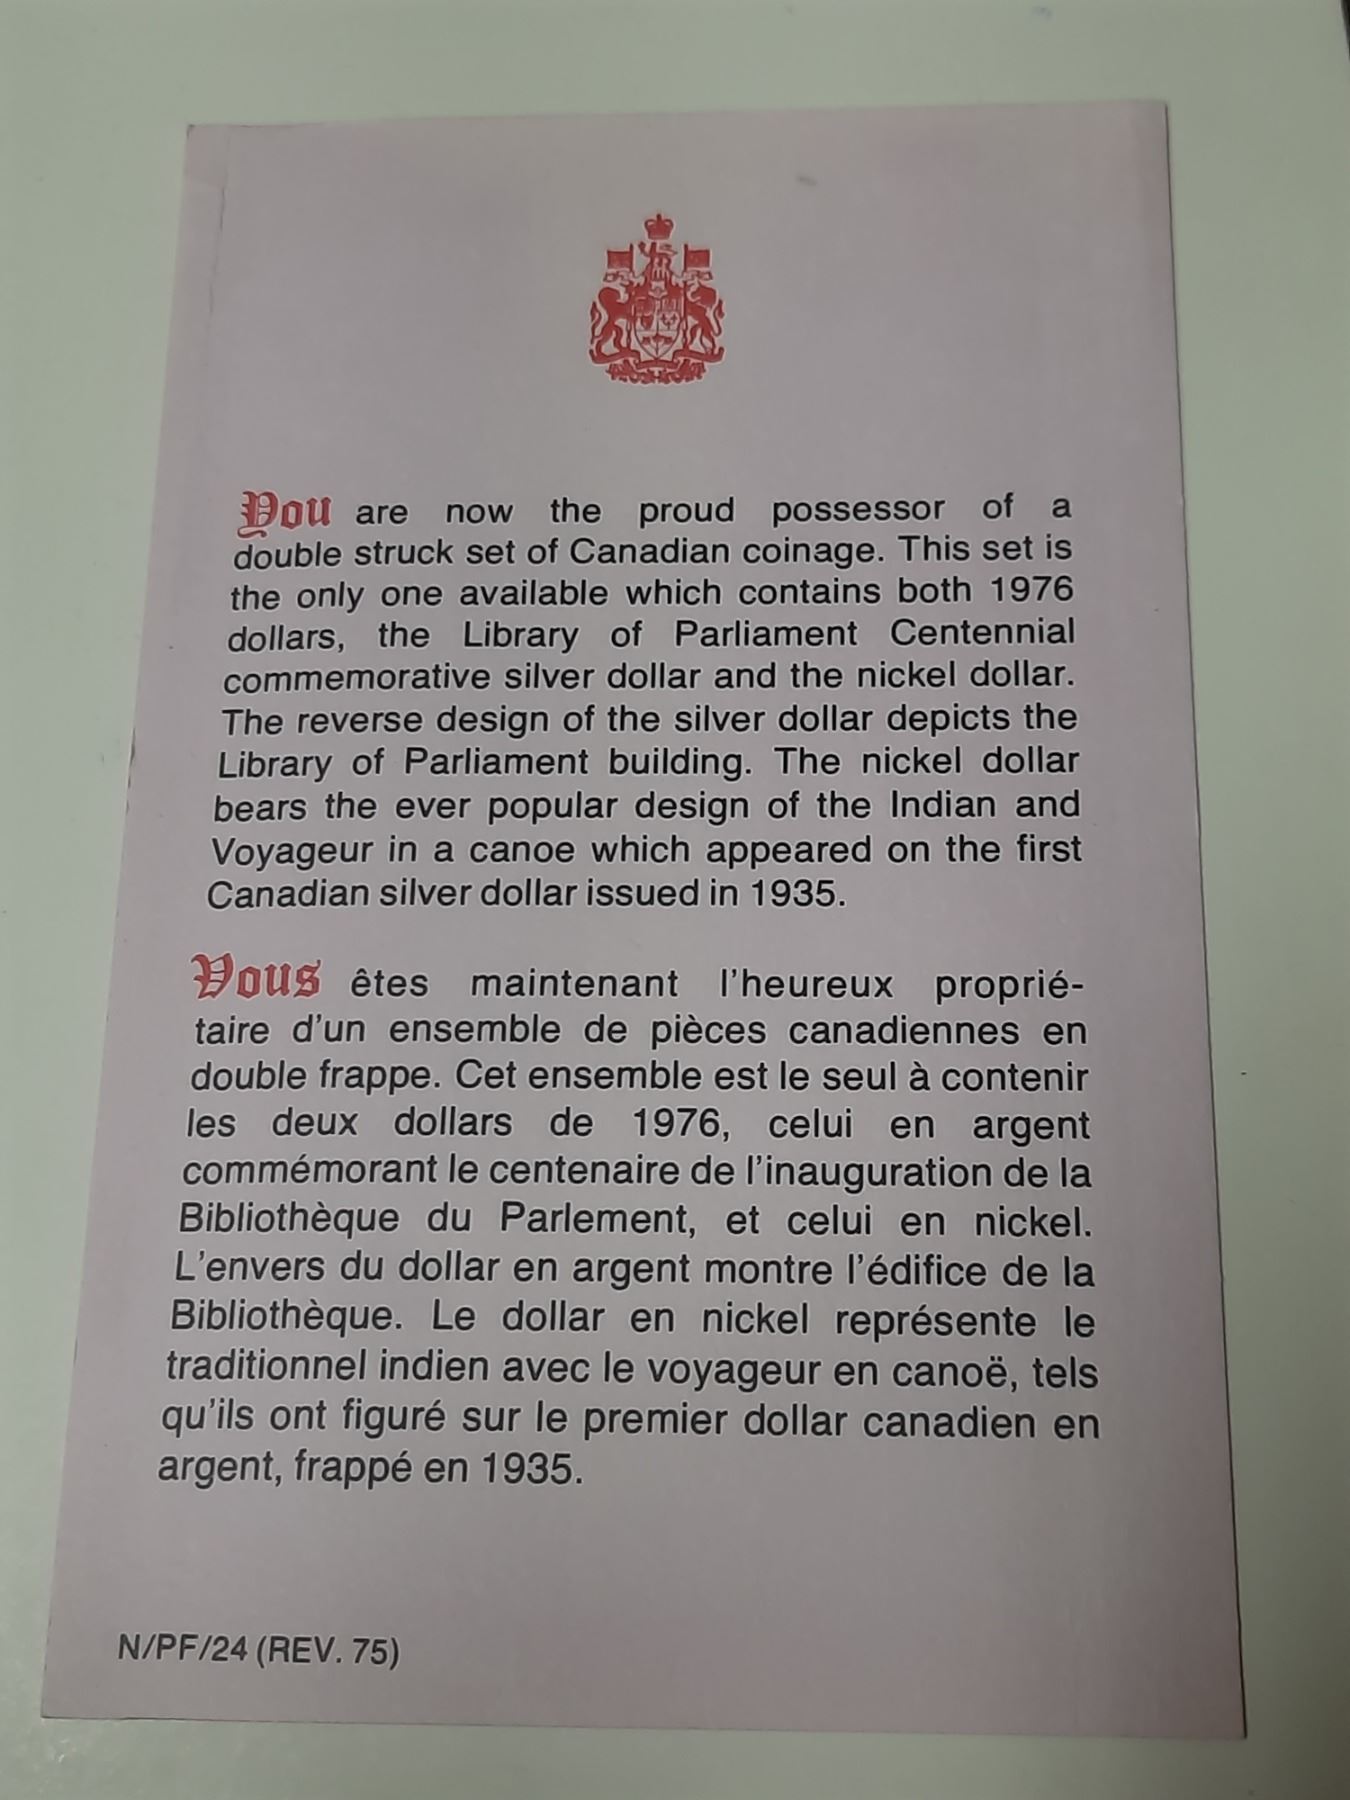 You are now the proud possessor of a
double struck set of Canadian coinage. This set is
the only one available which contains both 1976
dollars, the Library of Parliament Centennial
commemorative silver dollar and the nickel dollar.
The reverse design of the silver dollar depicts the
Library of Parliament building. The nickel dollar
bears the ever popular design of the Indian and
Voyageur in a canoe which appeared on the first
Canadian silver dollar issued in 1935.
Vous êtes maintenant l'heureux proprié-
taire d'un ensemble de pièces canadiennes en
double frappe. Cet ensemble est le seul à contenir
les deux dollars de 1976, celui en argent
commémorant le centenaire de l'inauguration de la
Bibliothèque du Parlement, et celui en nickel.
L'envers du dollar en argent montre l'édifice de la
Bibliothèque. Le dollar en nickel représente le
traditionnel indien avec le voyageur en canoë, tels
qu'ils ont figuré sur le premier dollar canadien en
argent, frappé en 1935.
N/PF/24 (REV. 75)